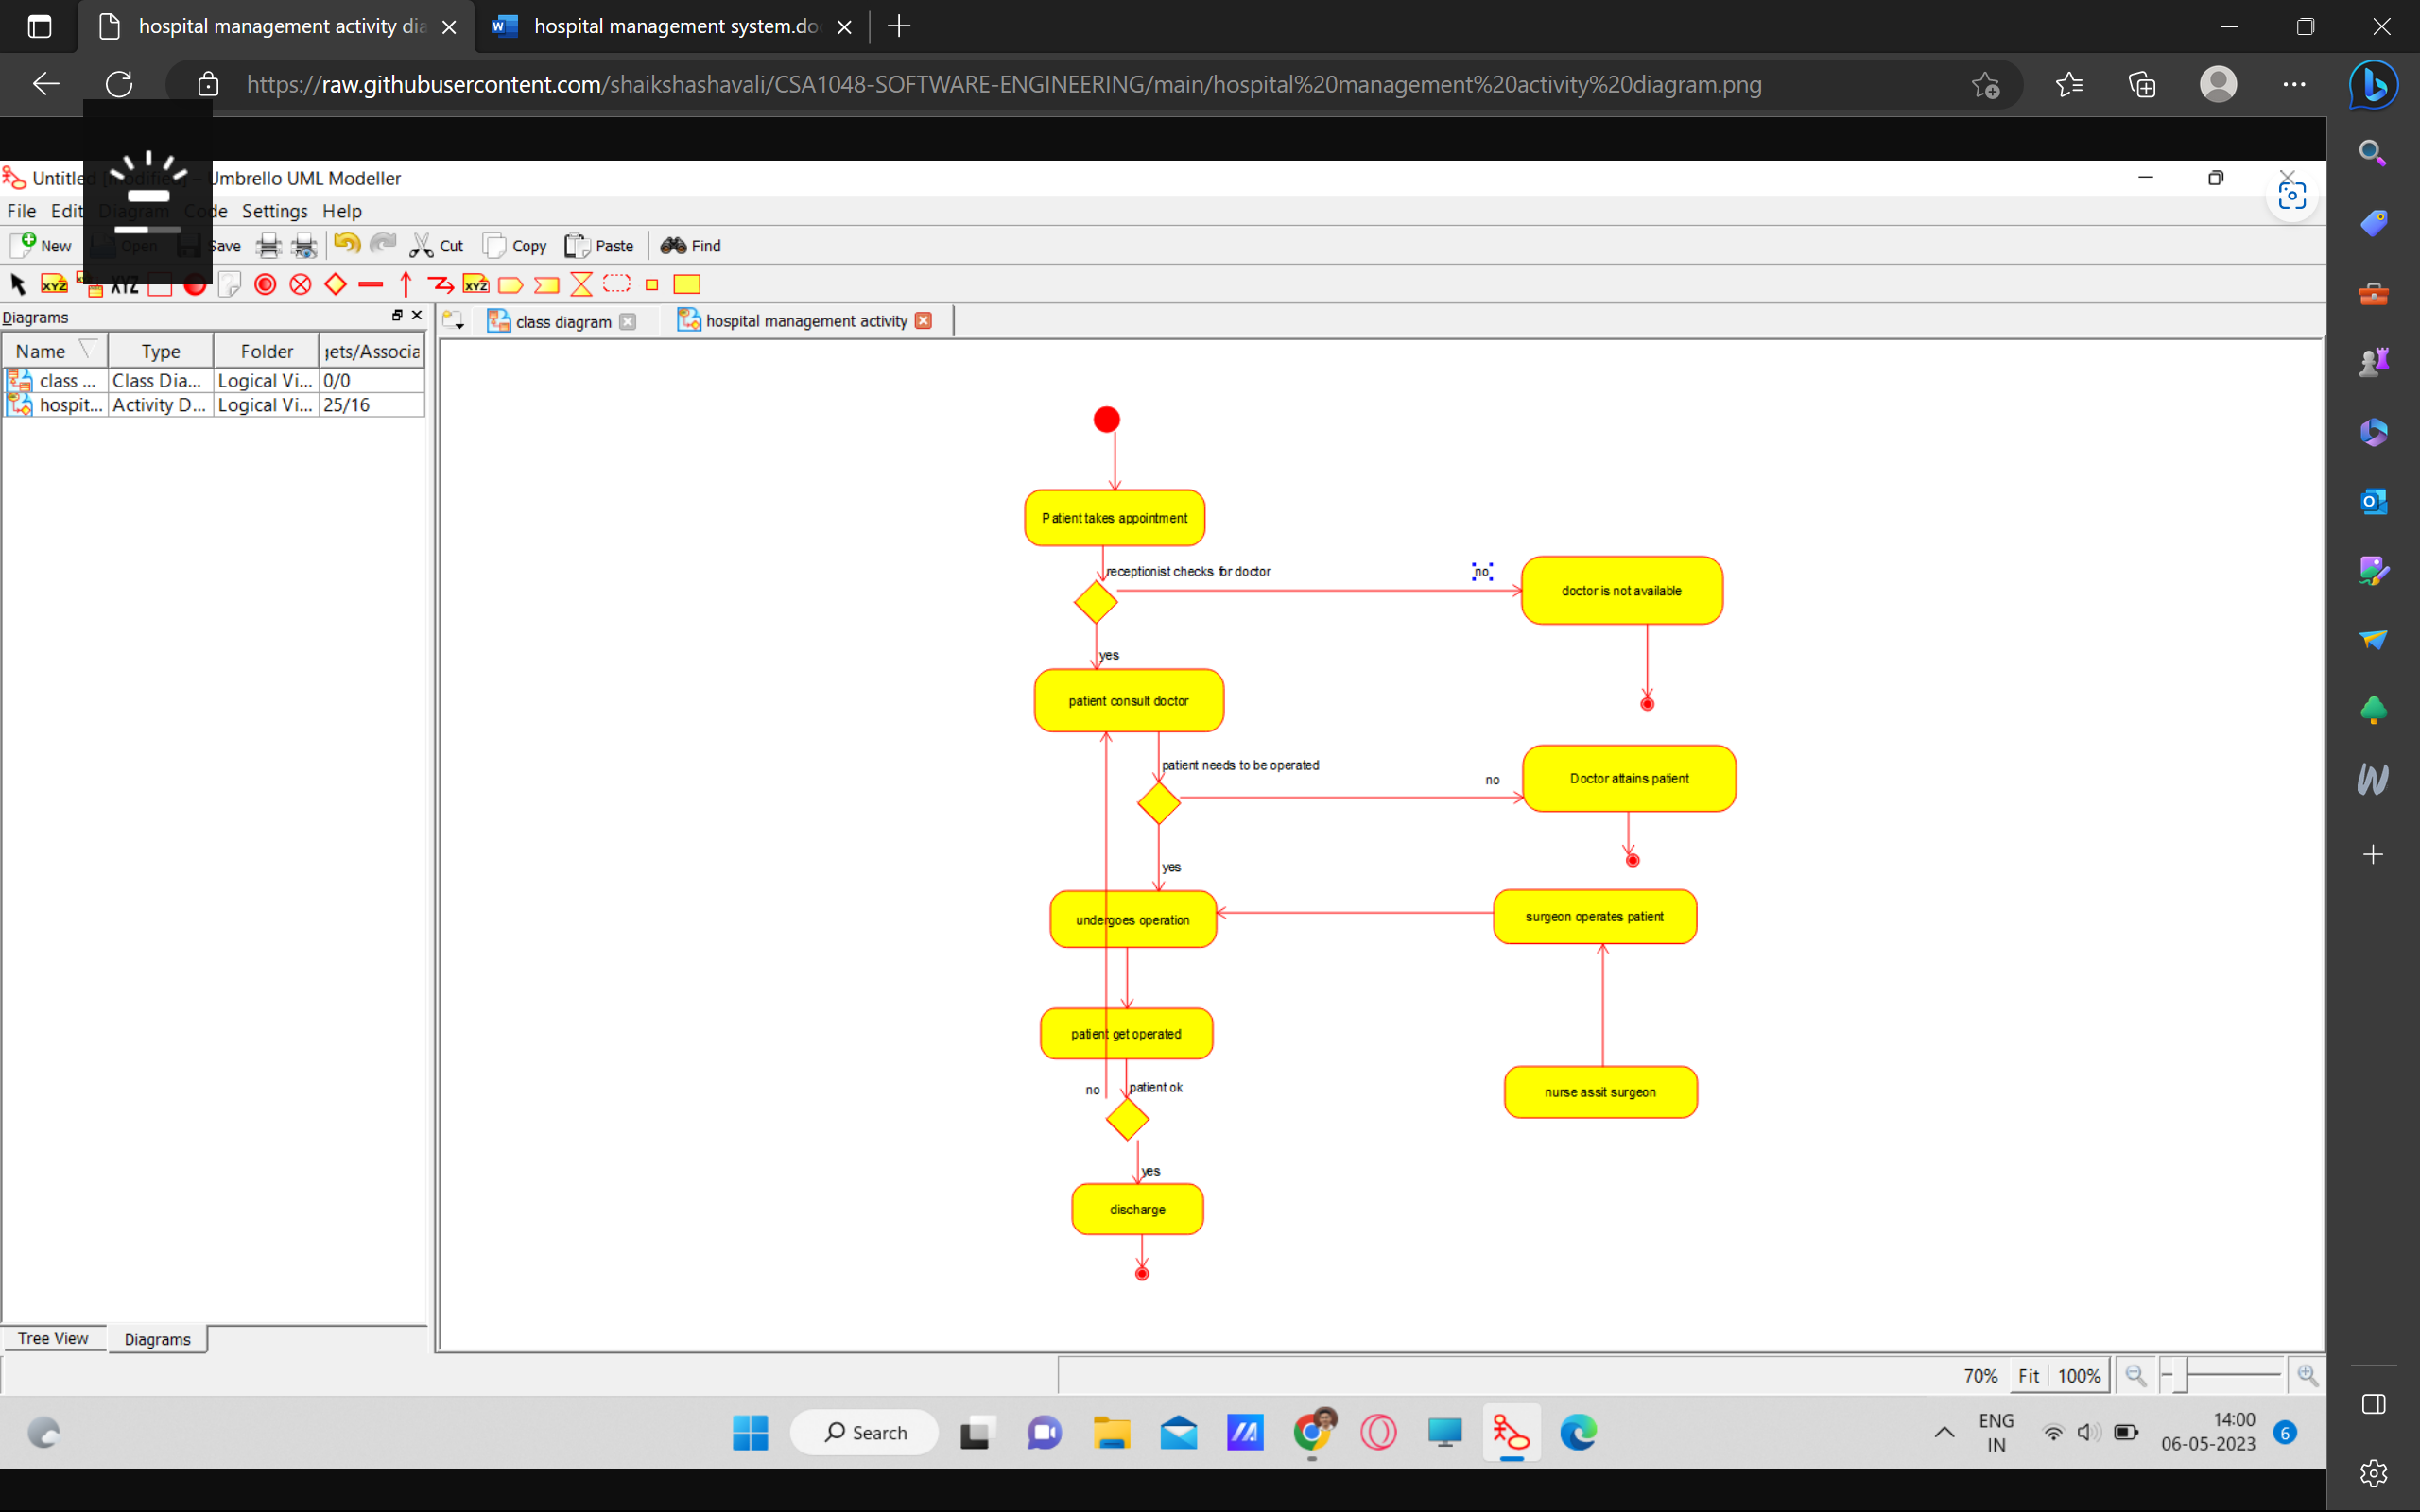 hospital management activity dia
hospital management system.do
https://raw.githubusercontent.com/shaikshashavali/CSA1048-SOFTWARE-ENGINEERING/main/hospital%20management%20activity%20diagram.png
Untitled [modified] – Umbrello UML Modeller
File Edit Diagram Code Settings Help
New Open Save Cut Copy Paste Find
XYZ XYZ XYZ
Diagrams
class diagram
hospital management activity
Name Type Folder jets/Associa
class ... Class Dia... Logical Vi... 0/0
hospit... Activity D... Logical Vi... 25/16
Patient takes appointment
receptionist checks for doctor
no
doctor is not available
yes
patient consult doctor
patient needs to be operated
no
Doctor attains patient
yes
undergoes operation
surgeon operates patient
patient get operated
no
patient ok
nurse assit surgeon
yes
discharge
Tree View Diagrams
70% Fit 100%
Search
ENG
IN
14:00
06-05-2023
6